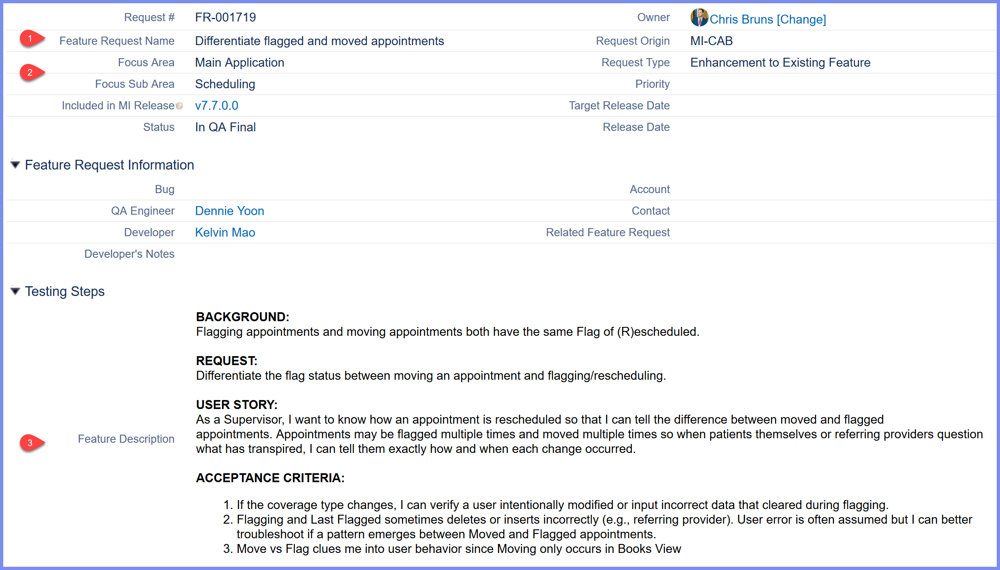 Request # FR-001719 Owner Chris Bruns [Change]
1 Feature Request Name Differentiate flagged and moved appointments Request Origin MI-CAB
Focus Area Main Application Request Type Enhancement to Existing Feature
2
Focus Sub Area Scheduling Priority
Included in MI Release ? v7.7.0.0 Target Release Date
Status In QA Final Release Date
Feature Request Information
Bug Account
QA Engineer Dennie Yoon Contact
Developer Kelvin Mao Related Feature Request
Developer's Notes
Testing Steps
BACKGROUND:
Flagging appointments and moving appointments both have the same Flag of (R)escheduled.
REQUEST:
Differentiate the flag status between moving an appointment and flagging/rescheduling.
USER STORY:
As a Supervisor, I want to know how an appointment is rescheduled so that I can tell the difference between moved and flagged
3 Feature Description appointments. Appointments may be flagged multiple times and moved multiple times so when patients themselves or referring providers question
what has transpired, I can tell them exactly how and when each change occurred.
ACCEPTANCE CRITERIA:
1. If the coverage type changes, I can verify a user intentionally modified or input incorrect data that cleared during flagging.
2. Flagging and Last Flagged sometimes deletes or inserts incorrectly (e.g., referring provider). User error is often assumed but I can better
troubleshoot if a pattern emerges between Moved and Flagged appointments.
3. Move vs Flag clues me into user behavior since Moving only occurs in Books View